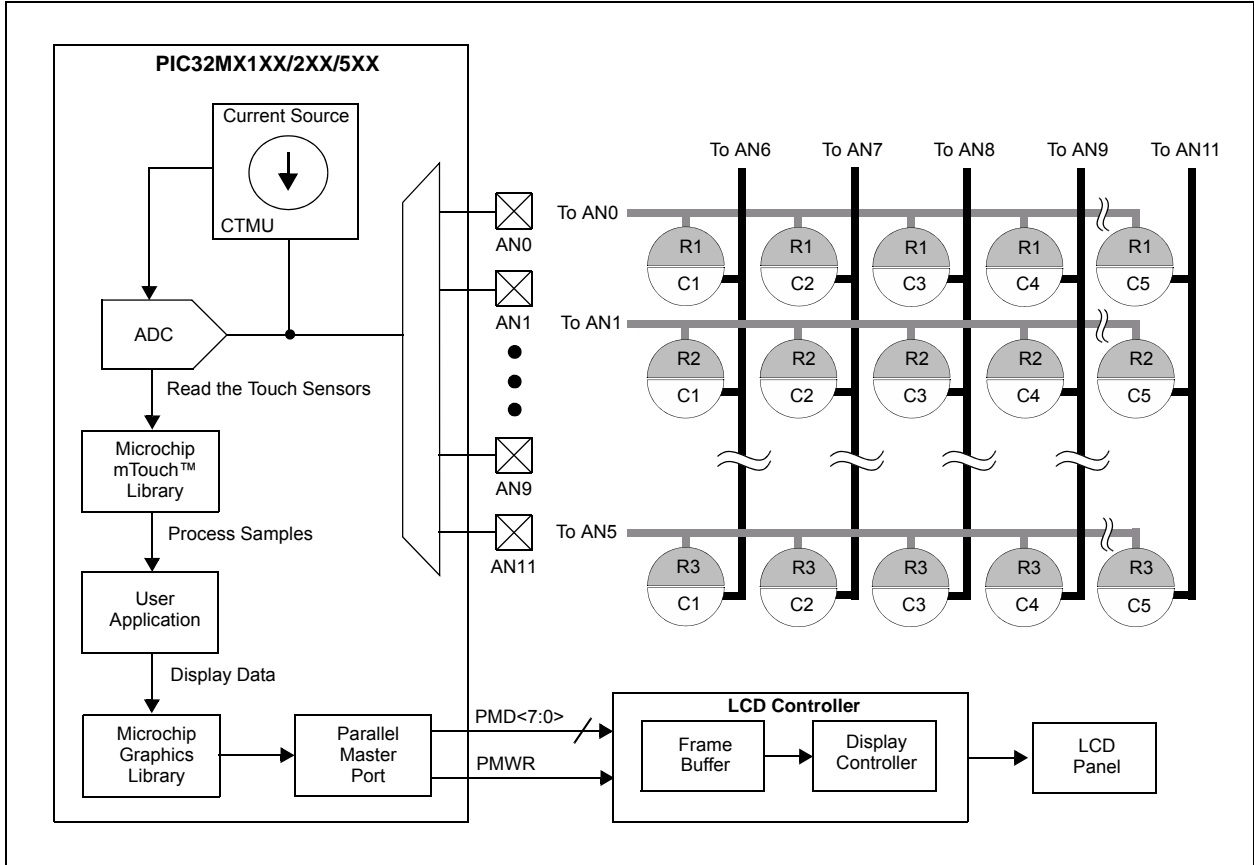 PIC32MX1XX/2XX/5XX
Current Source
CTMU
ADC
Read the Touch Sensors
Microchip
mTouch™
Library
Process Samples
User
Application
Display Data
Microchip
Graphics
Library
Parallel
Master
Port
AN0
AN1
AN9
AN11
To AN6
To AN7
To AN8
To AN9
To AN11
To AN0
R1 R1 R1 R1 R1
C1 C2 C3 C4 C5
To AN1
R2 R2 R2 R2 R2
C1 C2 C3 C4 C5
To AN5
R3 R3 R3 R3 R3
C1 C2 C3 C4 C5
PMD<7:0>
PMWR
LCD Controller
Frame
Buffer
Display
Controller
LCD
Panel